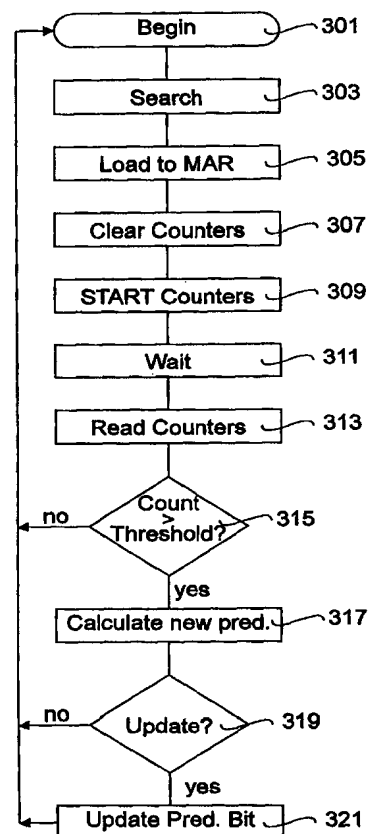 Begin 301
Search 303
Load to MAR 305
Clear Counters 307
START Counters 309
Wait 311
Read Counters 313
Count
>
Threshold? 315
no
yes
Calculate new pred. 317
Update? 319
no
yes
Update Pred. Bit 321